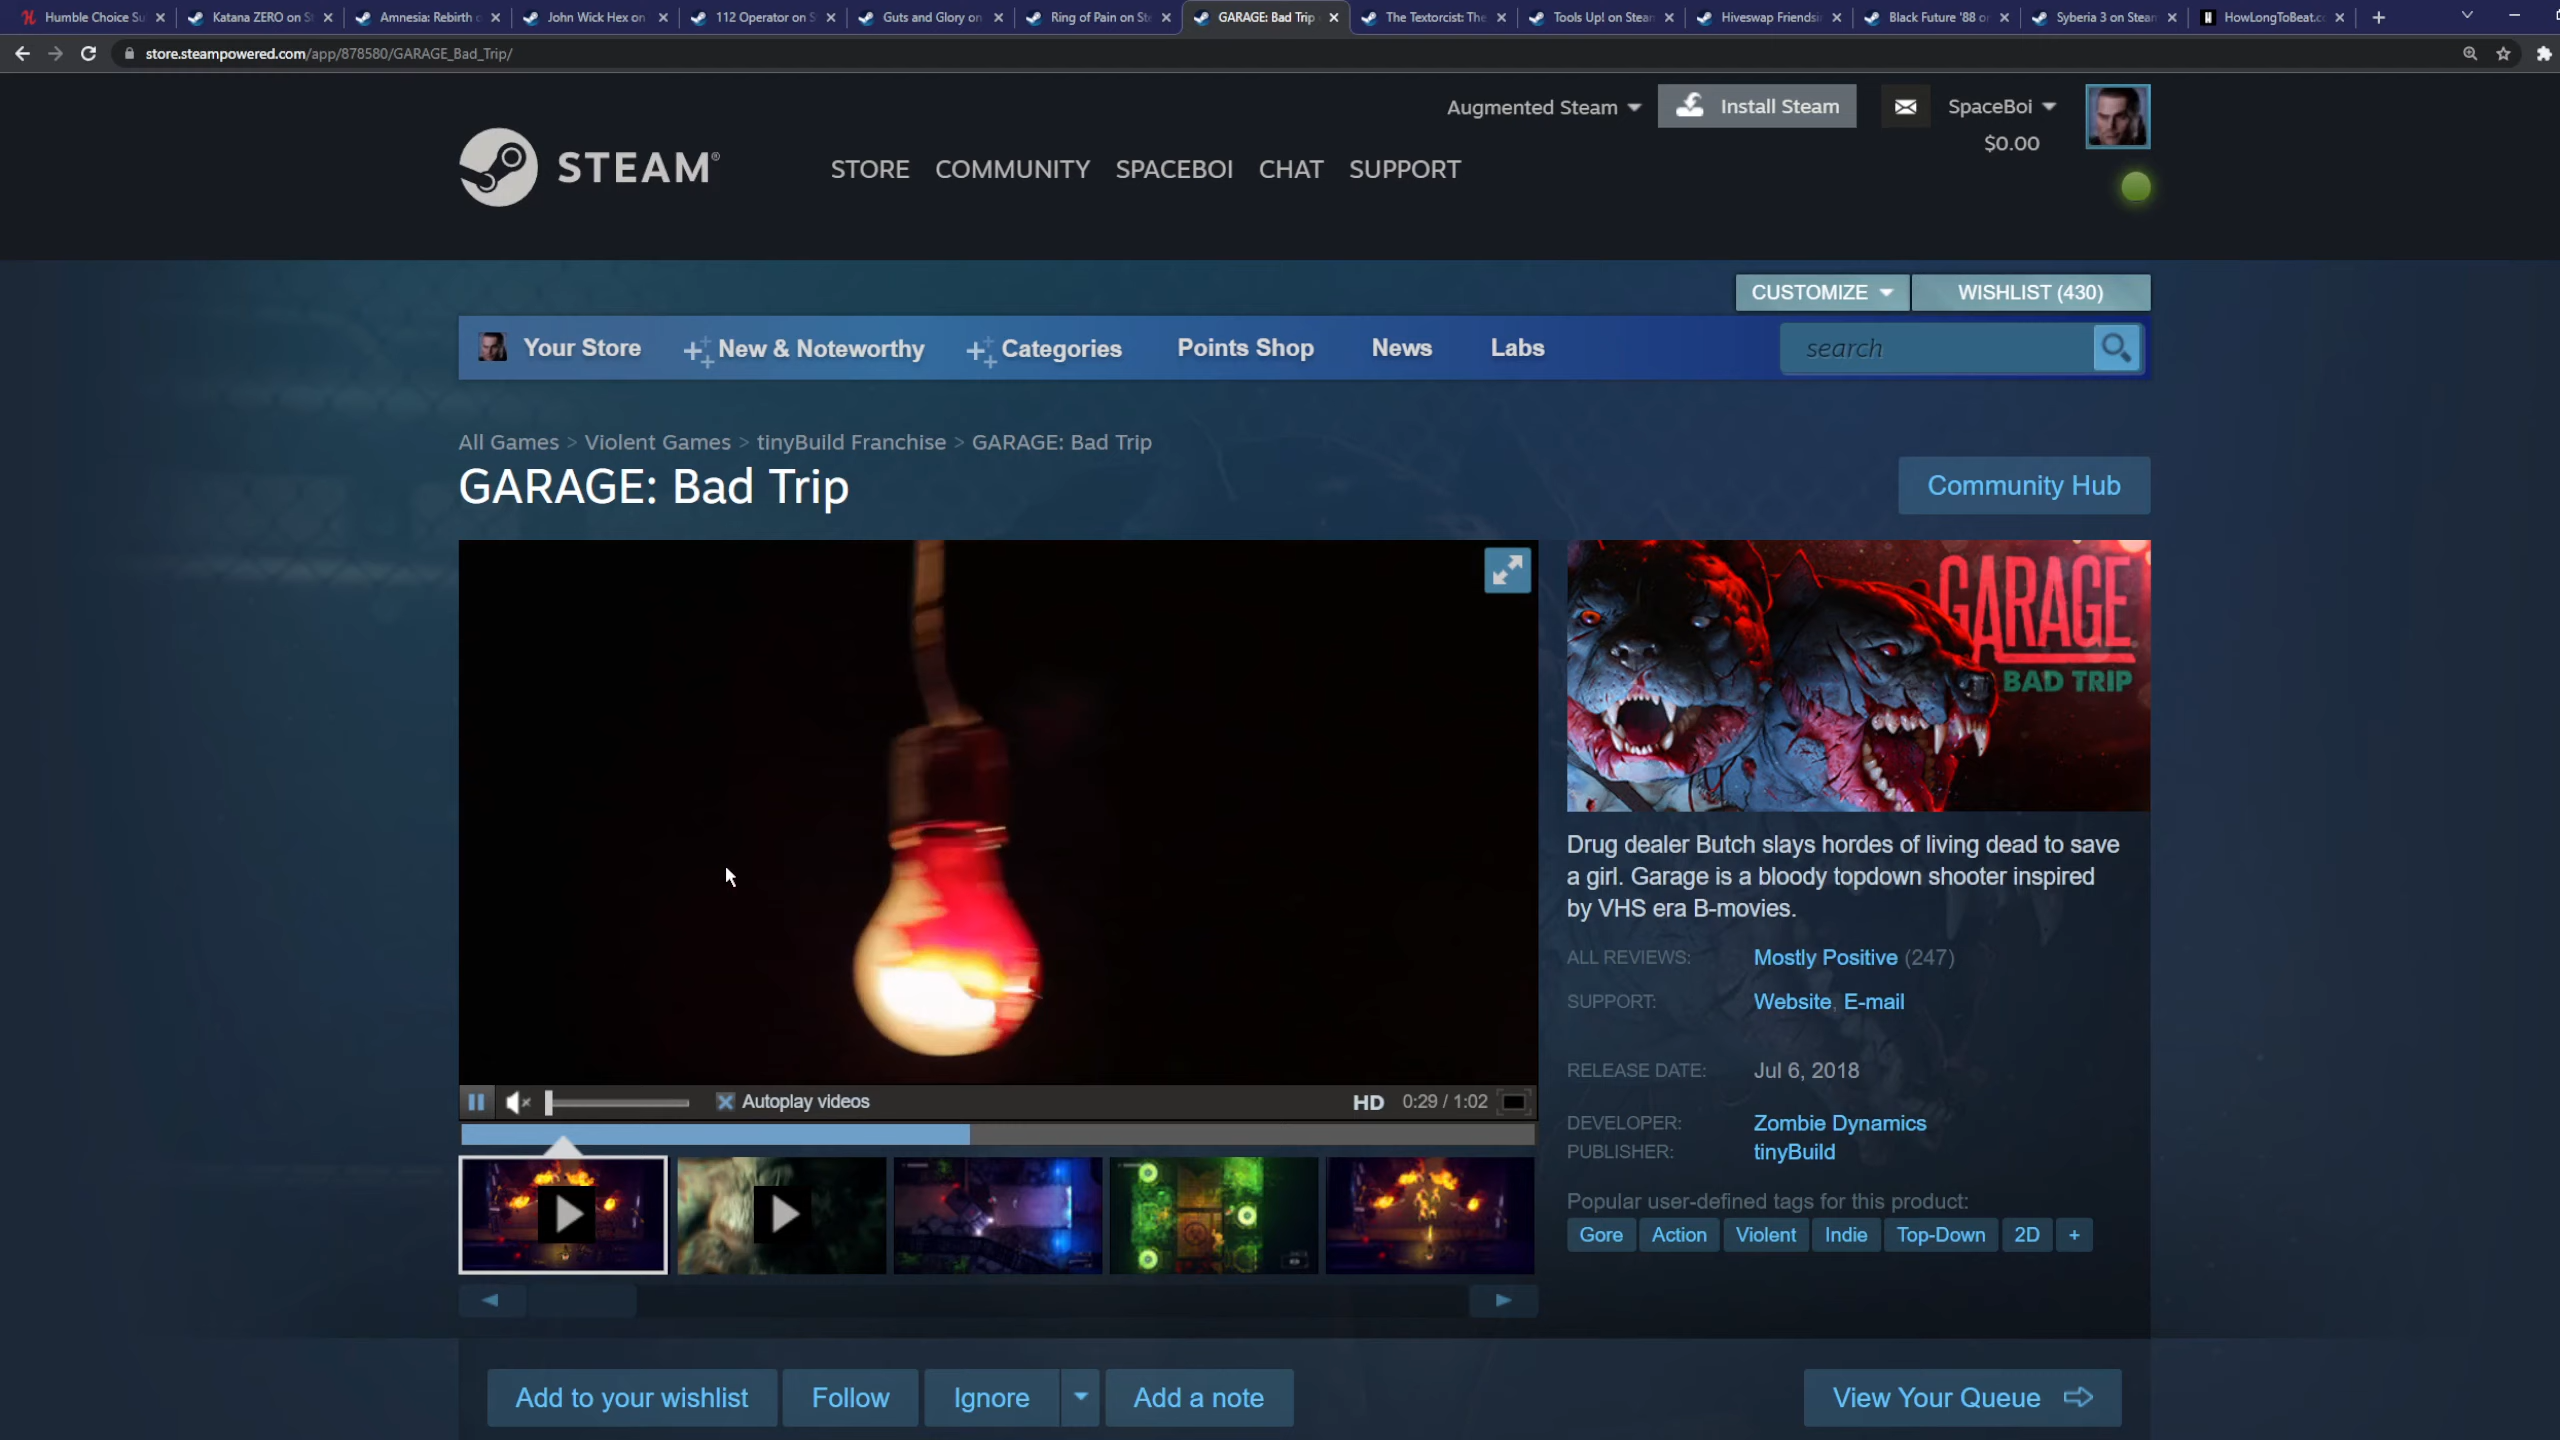 Humble Choice Su
Katana ZERO on S
Amnesia: Rebirth
John Wick Hex on
112 Operator on S
Guts and Glory on
Ring of Pain on Ste
GARAGE: Bad Trip
The Textorcist: The
Tools Up! on Steam
Hiveswap Friendsi
Black Future '88 o
Syberia 3 on Steam
HowLongToBeat.c
store.steampowered.com/app/878580/GARAGE_Bad_Trip/
Augmented Steam
Install Steam
SpaceBoi
$0.00
STEAM®
STORE COMMUNITY SPACEBOI CHAT SUPPORT
CUSTOMIZE
WISHLIST (430)
Your Store
New & Noteworthy
Categories
Points Shop
News
Labs
search
All Games > Violent Games > tinyBuild Franchise > GARAGE: Bad Trip
GARAGE: Bad Trip
Community Hub
GARAGE
BAD TRIP
Drug dealer Butch slays hordes of living dead to save
a girl. Garage is a bloody topdown shooter inspired
by VHS era B-movies.
ALL REVIEWS: Mostly Positive (247)
SUPPORT: Website, E-mail
RELEASE DATE: Jul 6, 2018
DEVELOPER: Zombie Dynamics
PUBLISHER: tinyBuild
Popular user-defined tags for this product:
Gore Action Violent Indie Top-Down 2D +
Autoplay videos
HD 0:29 / 1:02
Add to your wishlist
Follow
Ignore
Add a note
View Your Queue